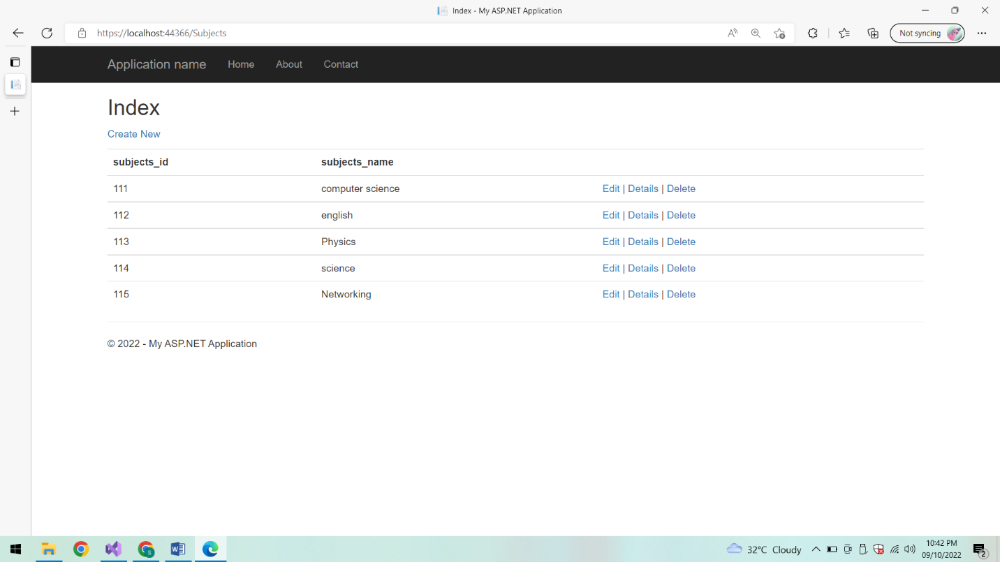 Index - My ASP.NET Application
https://localhost:44366/Subjects
Not syncing
Application name Home About Contact
Index
Create New
subjects_id subjects_name
111 computer science Edit | Details | Delete
112 english Edit | Details | Delete
113 Physics Edit | Details | Delete
114 science Edit | Details | Delete
115 Networking Edit | Details | Delete
© 2022 - My ASP.NET Application
32°C Cloudy
10:42 PM
09/10/2022
2